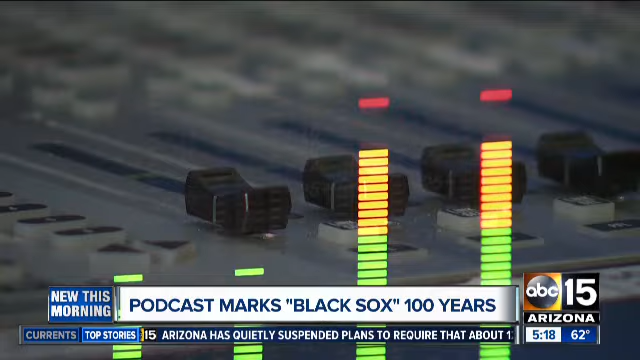 NEW THIS
MORNING
PODCAST MARKS "BLACK SOX" 100 YEARS
abc 15
ARIZONA
CURRENTS TOP STORIES 15 ARIZONA HAS QUIETLY SUSPENDED PLANS TO REQUIRE THAT ABOUT
5:18 62°